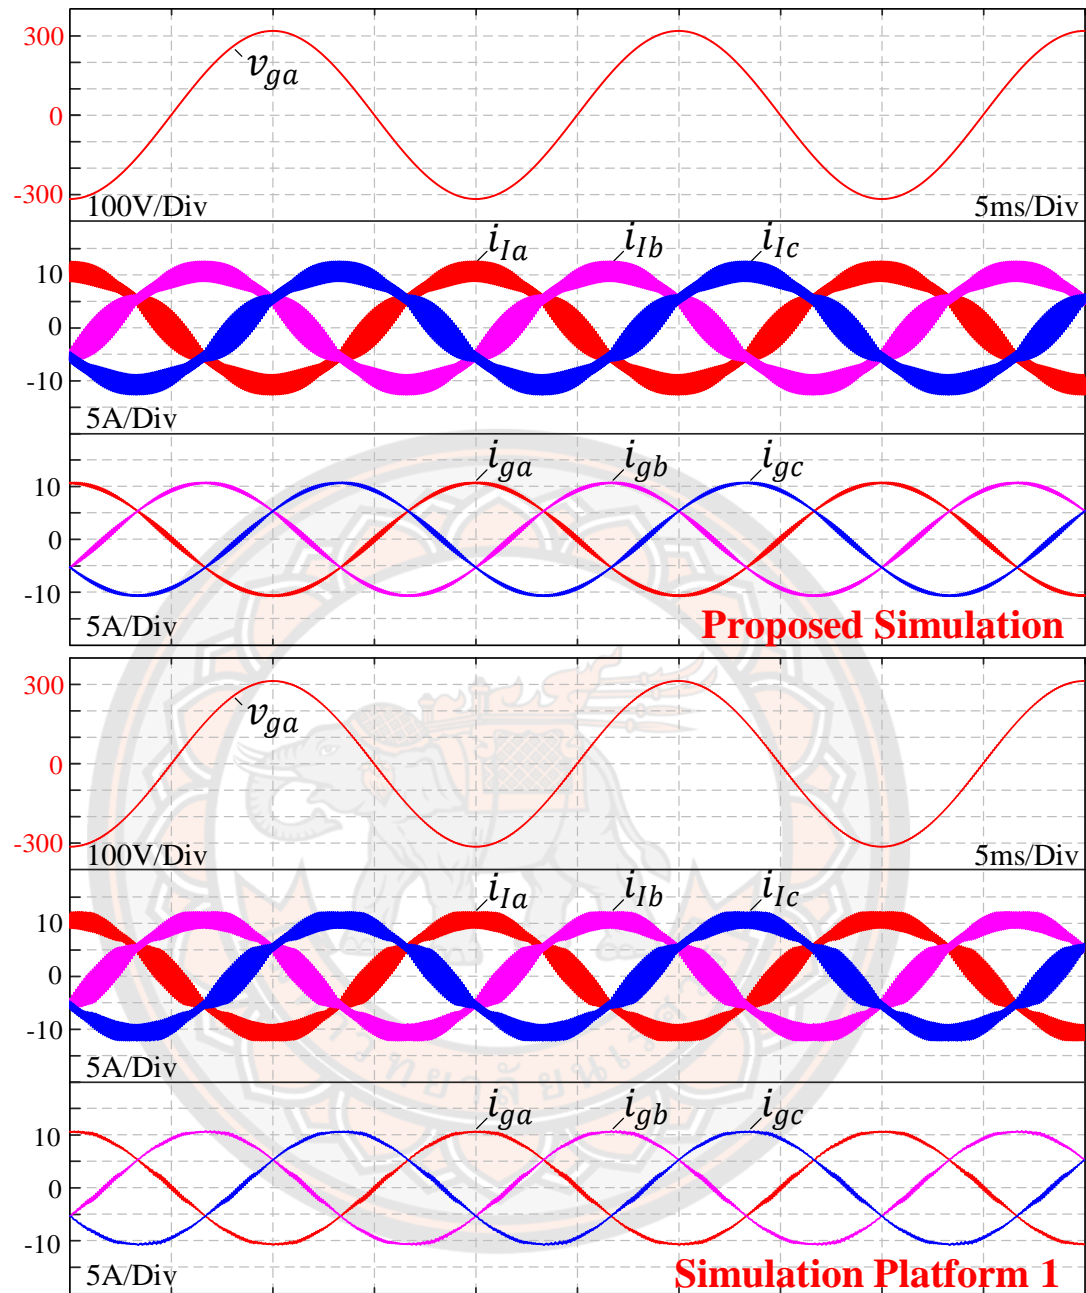 300
v_ga
0
-300
100V/Div 5ms/Div
i_Ia i_Ib i_Ic
10
0
-10
5A/Div
i_ga i_gb i_gc
10
0
-10
5A/Div
Proposed Simulation
300
v_ga
0
-300
100V/Div 5ms/Div
i_Ia i_Ib i_Ic
10
0
-10
5A/Div
i_ga i_gb i_gc
10
0
-10
5A/Div
Simulation Platform 1